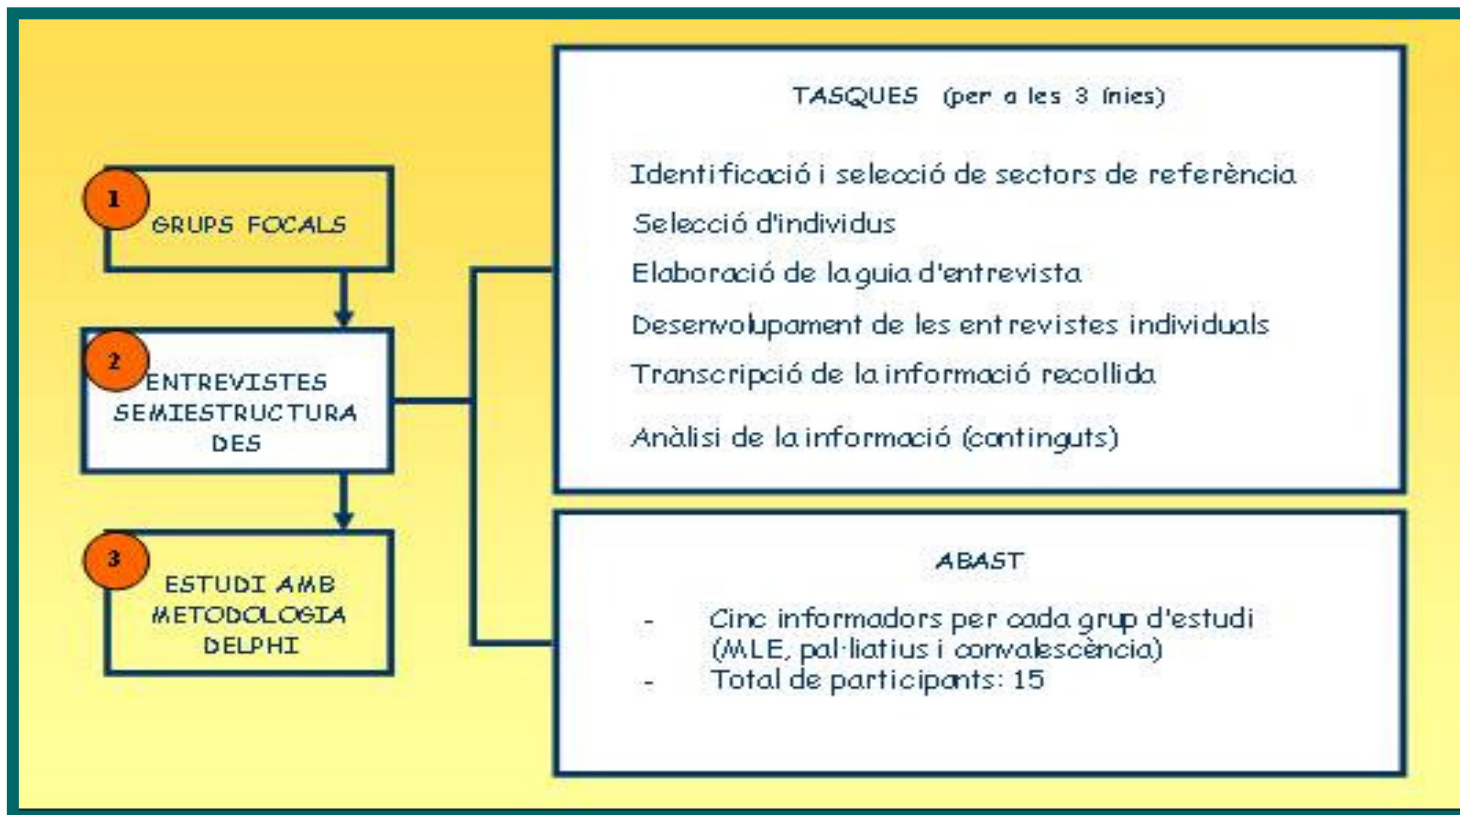 1
GRUPS FOCALS
2
ENTREVISTES
SEMIESTRUCTURA
DES
3
ESTUDI AMB
METODOLOGIA
DELPHI
TASQUES (per a les 3 ínies)
Identificació i selecció de sectors de referència
Selecció d'individus
Elaboració de la guia d'entrevista
Desenvolupament de les entrevistes individuals
Transcripció de la informació recollida
Anàlisi de la informació (continguts)
ABAST
- Cinc informadors per cada grup d'estudi
(MLE, pal·liatius i convalescència)
- Total de participants: 15